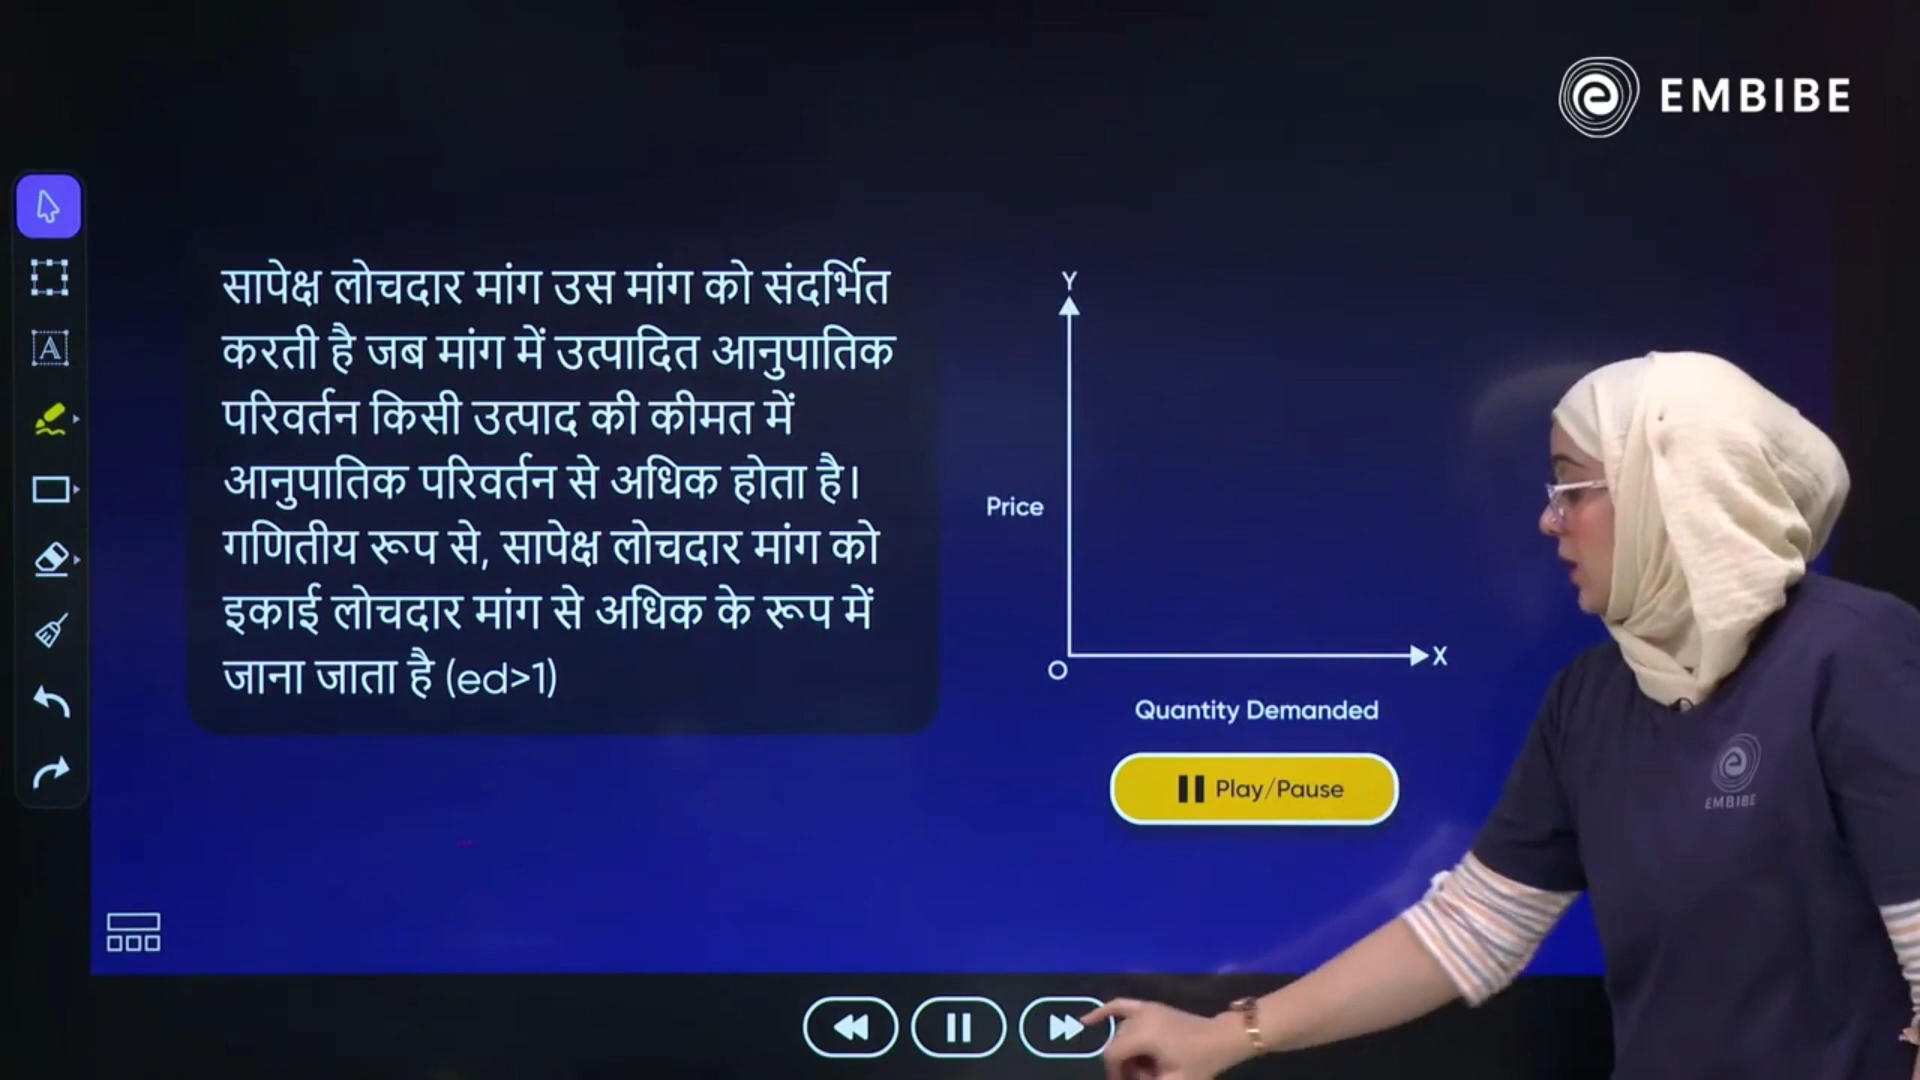 EMBIBE
सापेक्ष लोचदार मांग उस मांग को संदर्भित
करती है जब मांग में उत्पादित आनुपातिक
परिवर्तन किसी उत्पाद की कीमत में
आनुपातिक परिवर्तन से अधिक होता है।
गणितीय रूप से, सापेक्ष लोचदार मांग को
इकाई लोचदार मांग से अधिक के रूप में
जाना जाता है (ed>1)
Y
Price
O
X
Quantity Demanded
Play/Pause
A
EMBIBE